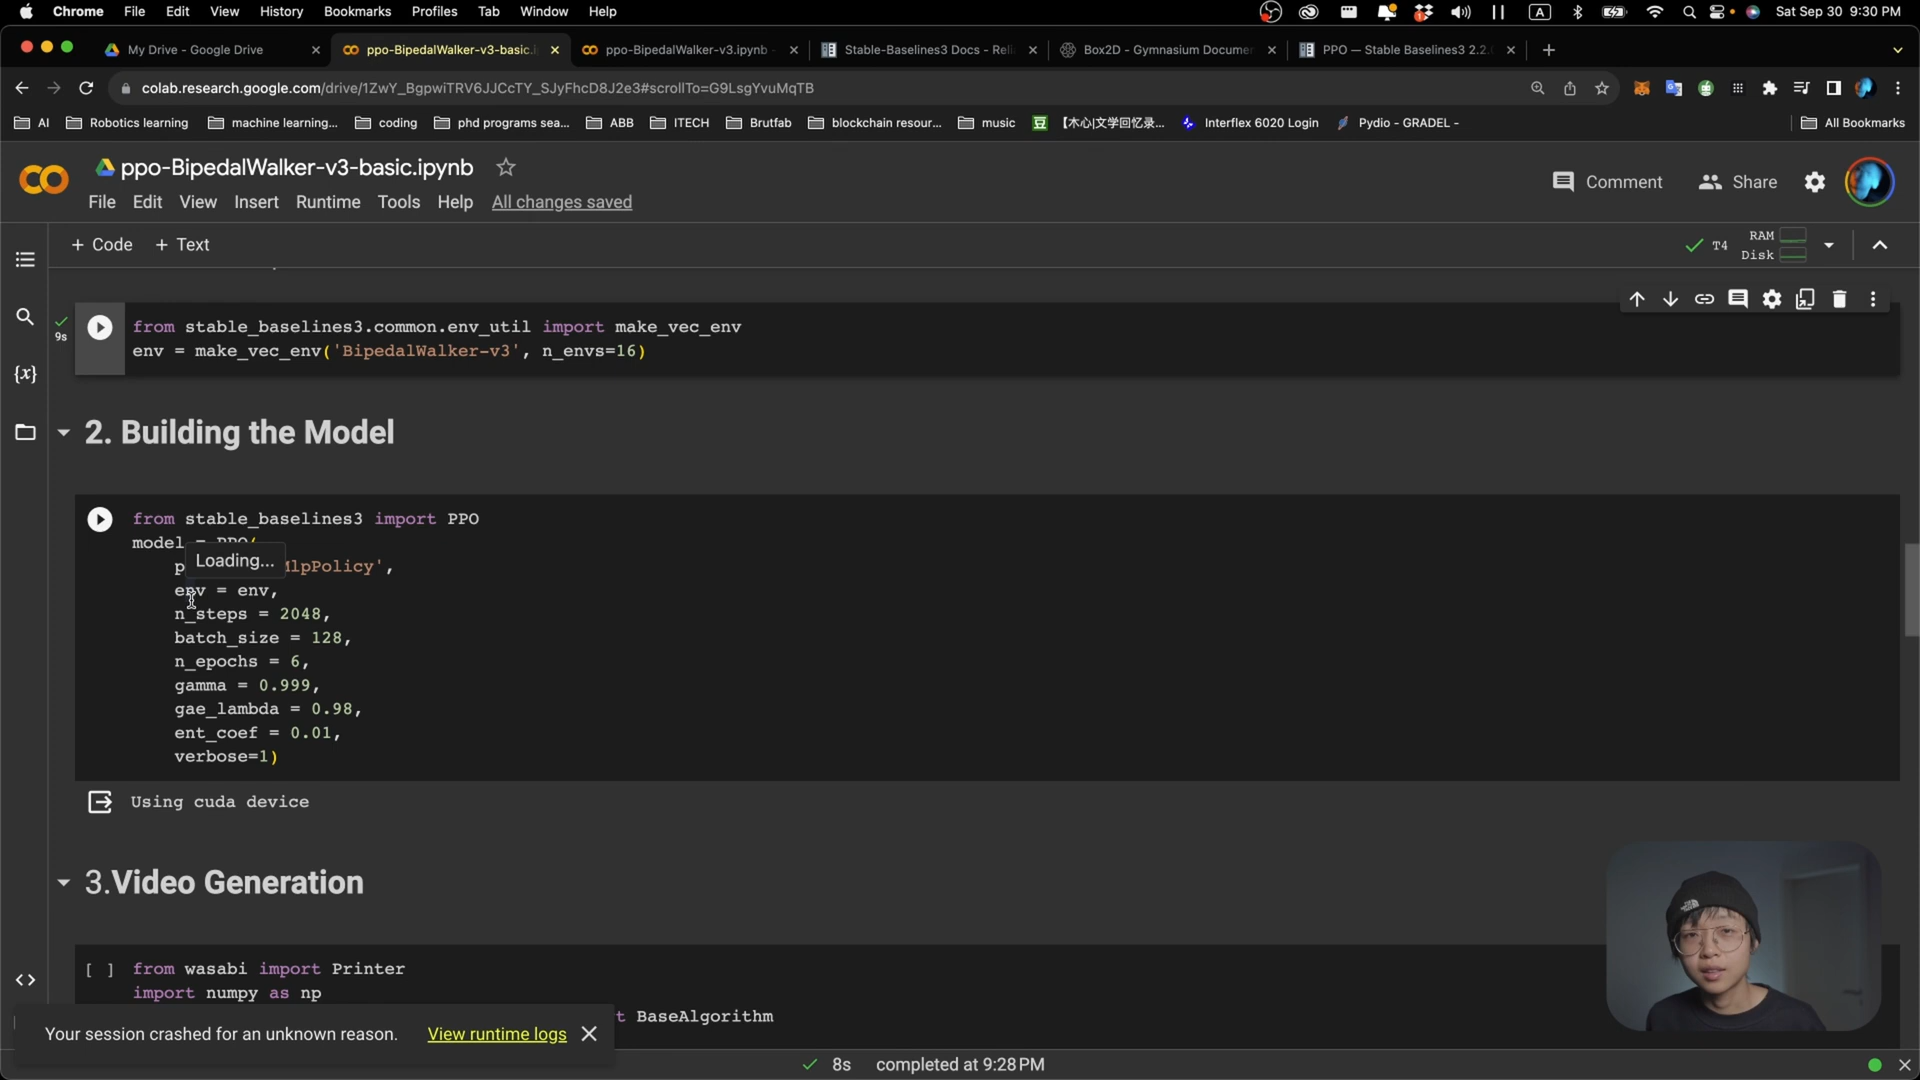 Chrome File Edit View History Bookmarks Profiles Tab Window Help
A Sat Sep 30 9:30 PM
My Drive - Google Drive
ppo-BipedalWalker-v3-basic.i
ppo-BipedalWalker-v3.ipynb -
Stable-Baselines3 Docs - Reli
Box2D - Gymnasium Documen
PPO — Stable Baselines3 2.2.
colab.research.google.com/drive/1ZwY_BgpwiTRV6JJCcTY_SJyFhcD8J2e3#scrollTo=G9LsgYvuMqTB
AI Robotics learning machine learning... coding phd programs sea... ABB ITECH Brutfab blockchain resour... music 豆 【木心|文学回忆录... Interflex 6020 Login Pydio - GRADEL - All Bookmarks
ppo-BipedalWalker-v3-basic.ipynb
Comment Share
File Edit View Insert Runtime Tools Help All changes saved
+ Code + Text
T4 RAM Disk
9s
from stable_baselines3.common.env_util import make_vec_env
env = make_vec_env('BipedalWalker-v3', n_envs=16)
{x}
2. Building the Model
from stable_baselines3 import PPO
model = PPO(
Loading...
p MlpPolicy',
env = env,
n_steps = 2048,
batch_size = 128,
n_epochs = 6,
gamma = 0.999,
gae_lambda = 0.98,
ent_coef = 0.01,
verbose=1)
Using cuda device
3.Video Generation
[ ] from wasabi import Printer
import numpy as np
t BaseAlgorithm
Your session crashed for an unknown reason. View runtime logs
8s completed at 9:28 PM